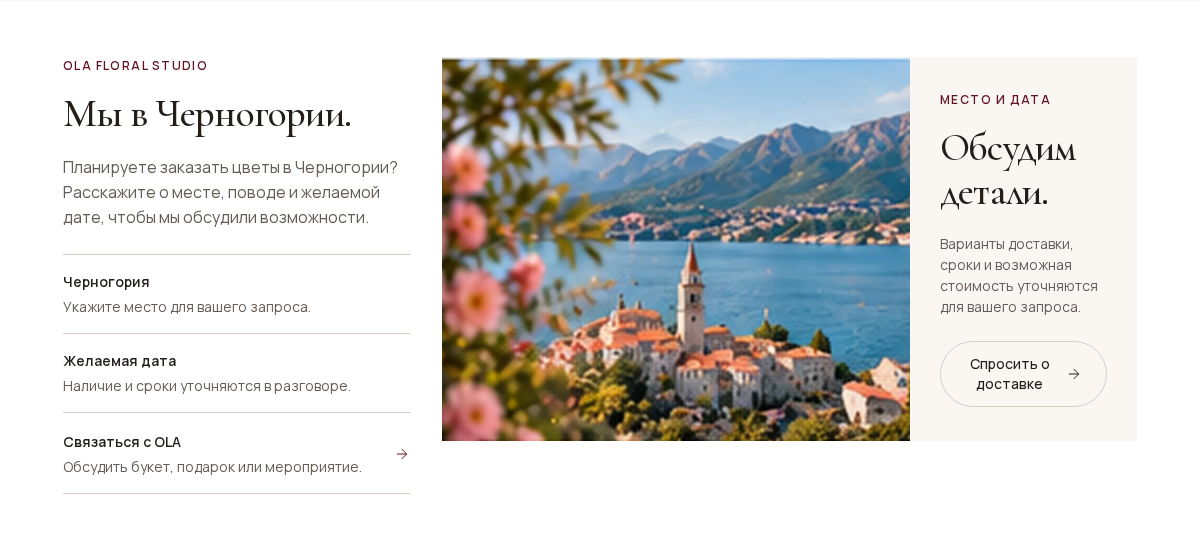 OLA FLORAL STUDIO
Мы в Черногории.
Планируете заказать цветы в Черногории?
Расскажите о месте, поводе и желаемой
дате, чтобы мы обсудили возможности.
Черногория
Укажите место для вашего запроса.
Желаемая дата
Наличие и сроки уточняются в разговоре.
Связаться с OLA
Обсудить букет, подарок или мероприятие.
МЕСТО И ДАТА
Обсудим
детали.
Варианты доставки,
сроки и возможная
стоимость уточняются
для вашего запроса.
Спросить о
доставке